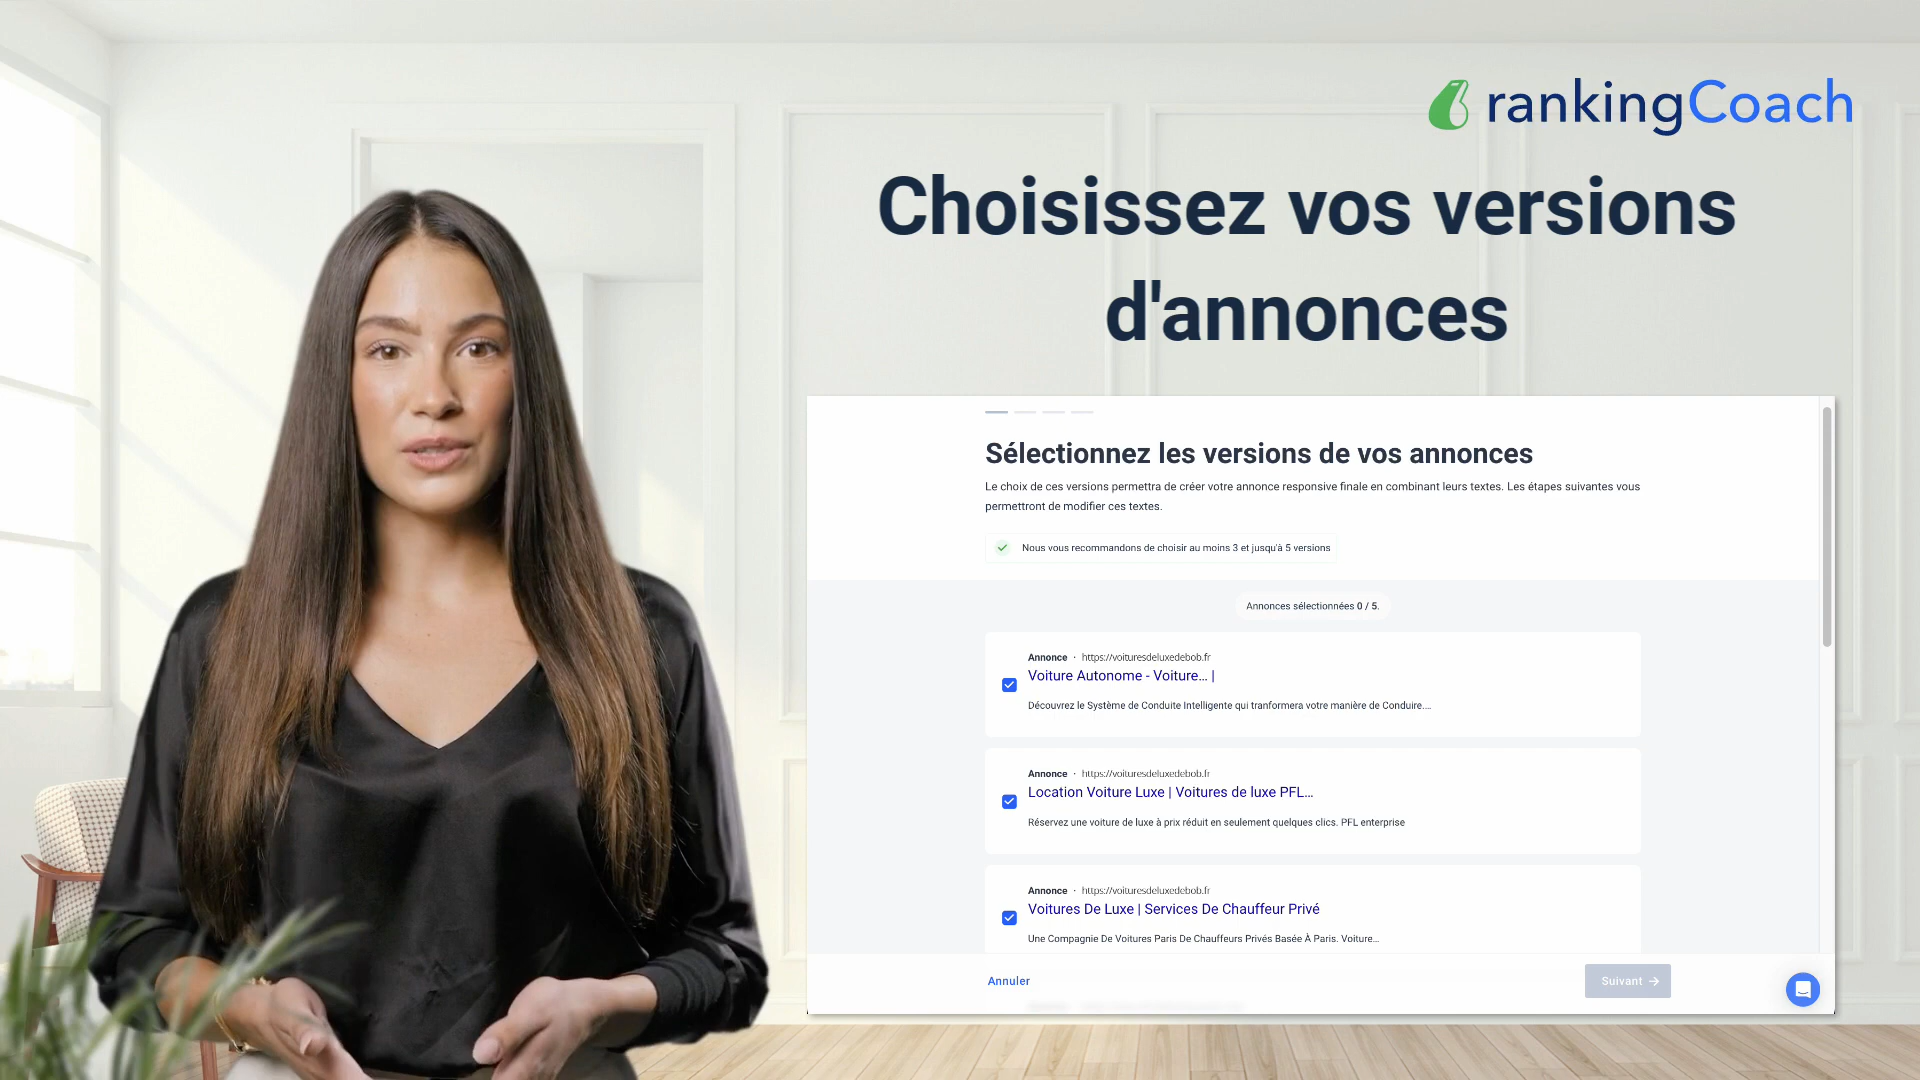 rankingCoach
Choisissez vos versions
d'annonces
Sélectionnez les versions de vos annonces
Le choix de ces versions permettra de créer votre annonce responsive finale en combinant leurs textes. Les étapes suivantes vous
permettront de modifier ces textes.
Nous vous recommandons de choisir au moins 3 et jusqu'à 5 versions
Annonces sélectionnées 0 / 5.
Annonce · https://voituresdeluxedebob.fr
Voiture Autonome - Voiture... |
Découvrez le Système de Conduite Intelligente qui tranformera votre manière de Conduire....
Annonce · https://voituresdeluxedebob.fr
Location Voiture Luxe | Voitures de luxe PFL...
Réservez une voiture de luxe à prix réduit en seulement quelques clics. PFL enterprise
Annonce · https://voituresdeluxedebob.fr
Voitures De Luxe | Services De Chauffeur Privé
Une Compagnie De Voitures Paris De Chauffeurs Privés Basée À Paris. Voiture...
Annuler
Suivant